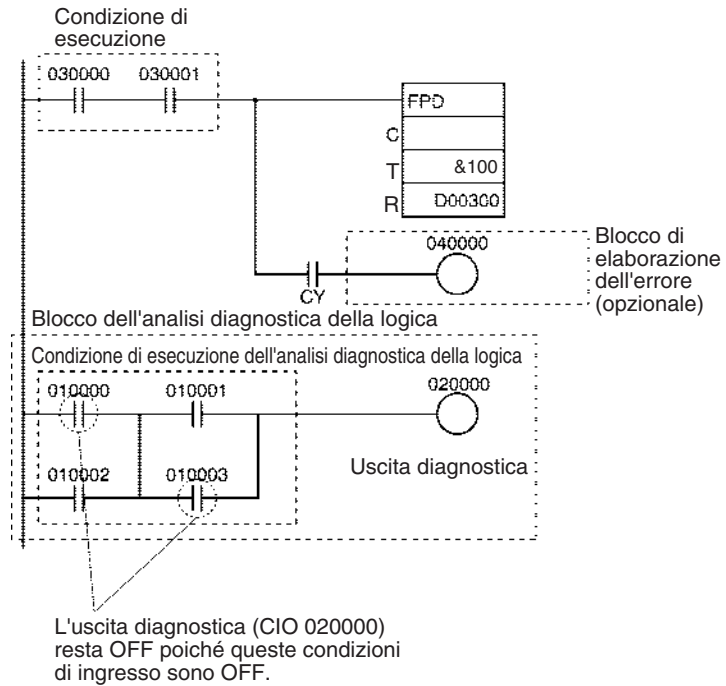 Condizione di
esecuzione
030000 030001
FPD
C
T &100
R D00300
040000
CY
Blocco di
elaborazione
dell'errore
(opzionale)
Blocco dell'analisi diagnostica della logica
Condizione di esecuzione dell'analisi diagnostica della logica
010000 010001 020000
010002 010003
Uscita diagnostica
L'uscita diagnostica (CIO 020000)
resta OFF poiché queste condizioni
di ingresso sono OFF.